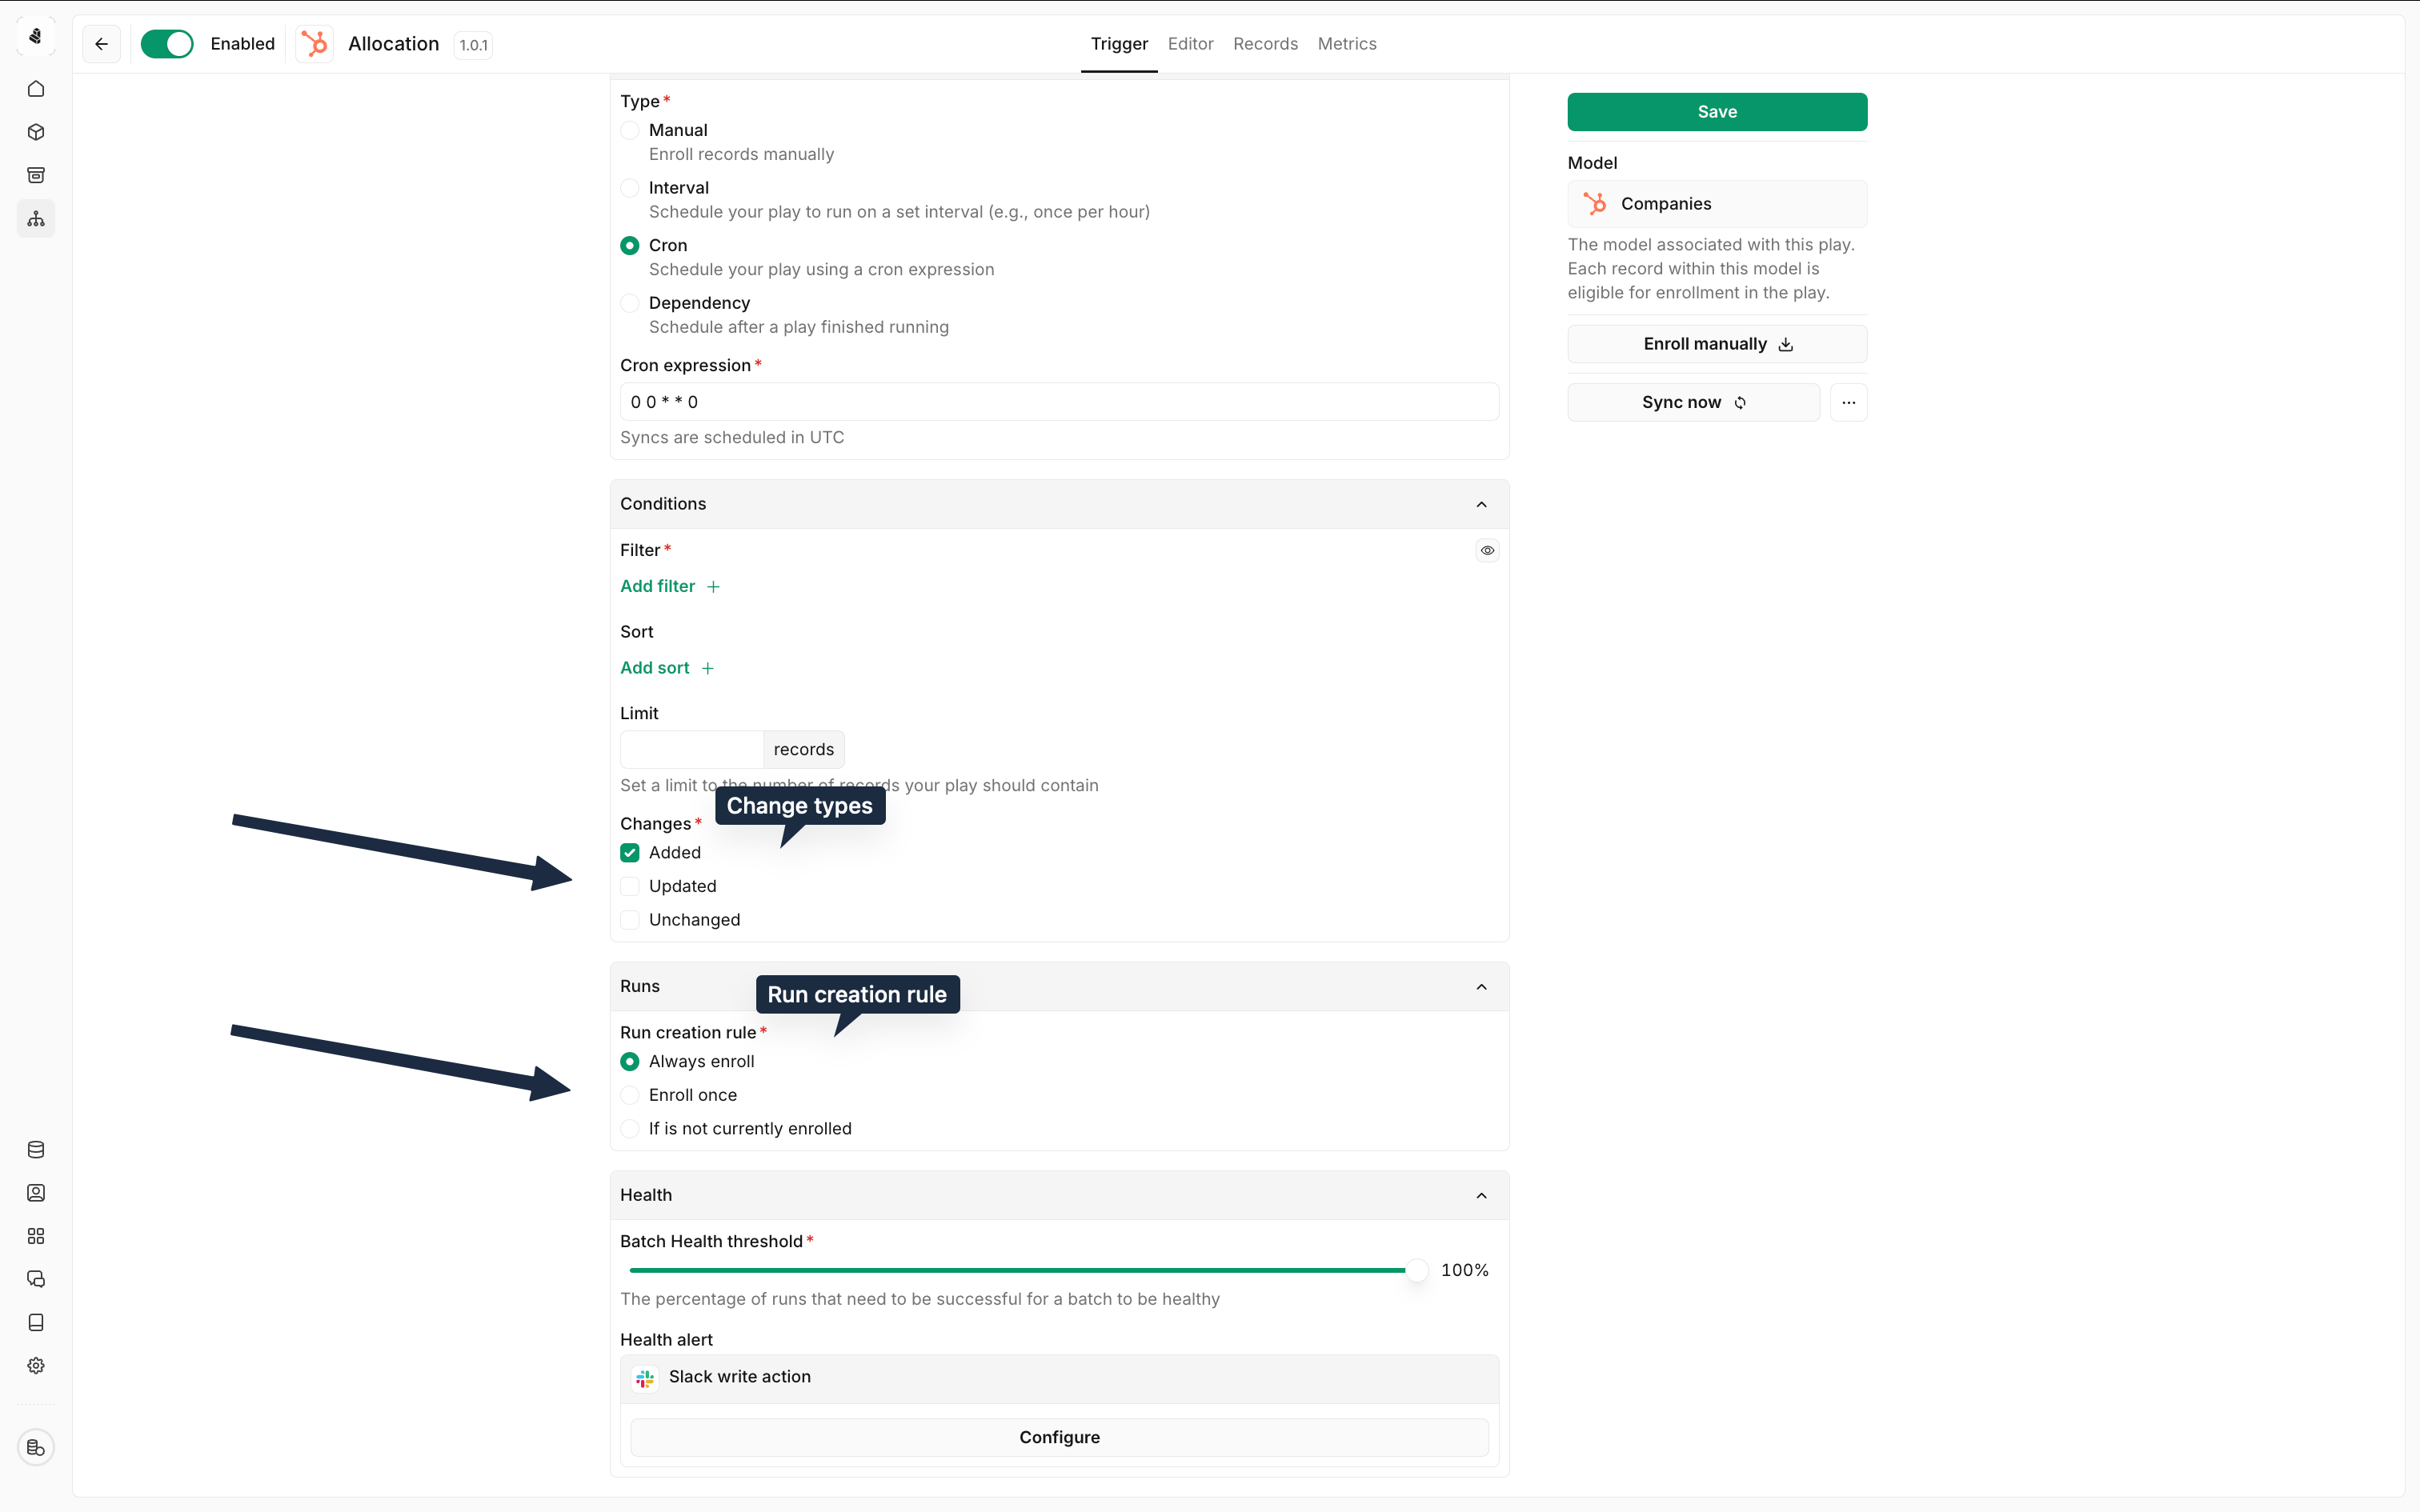 Enabled
Allocation
1.0.1
Trigger
Editor
Records
Metrics
Type*
Manual
Enroll records manually
Interval
Schedule your play to run on a set interval (e.g., once per hour)
Cron
Schedule your play using a cron expression
Dependency
Schedule after a play finished running
Cron expression*
0 0 * * 0
Syncs are scheduled in UTC
Conditions
Filter*
Add filter +
Sort
Add sort +
Limit
records
Set a limit to the number of records your play should contain
Change types
Changes*
Added
Updated
Unchanged
Runs
Run creation rule
Run creation rule*
Always enroll
Enroll once
If is not currently enrolled
Health
Batch Health threshold*
100%
The percentage of runs that need to be successful for a batch to be healthy
Health alert
Slack write action
Configure
Save
Model
Companies
The model associated with this play.
Each record within this model is
eligible for enrollment in the play.
Enroll manually
Sync now